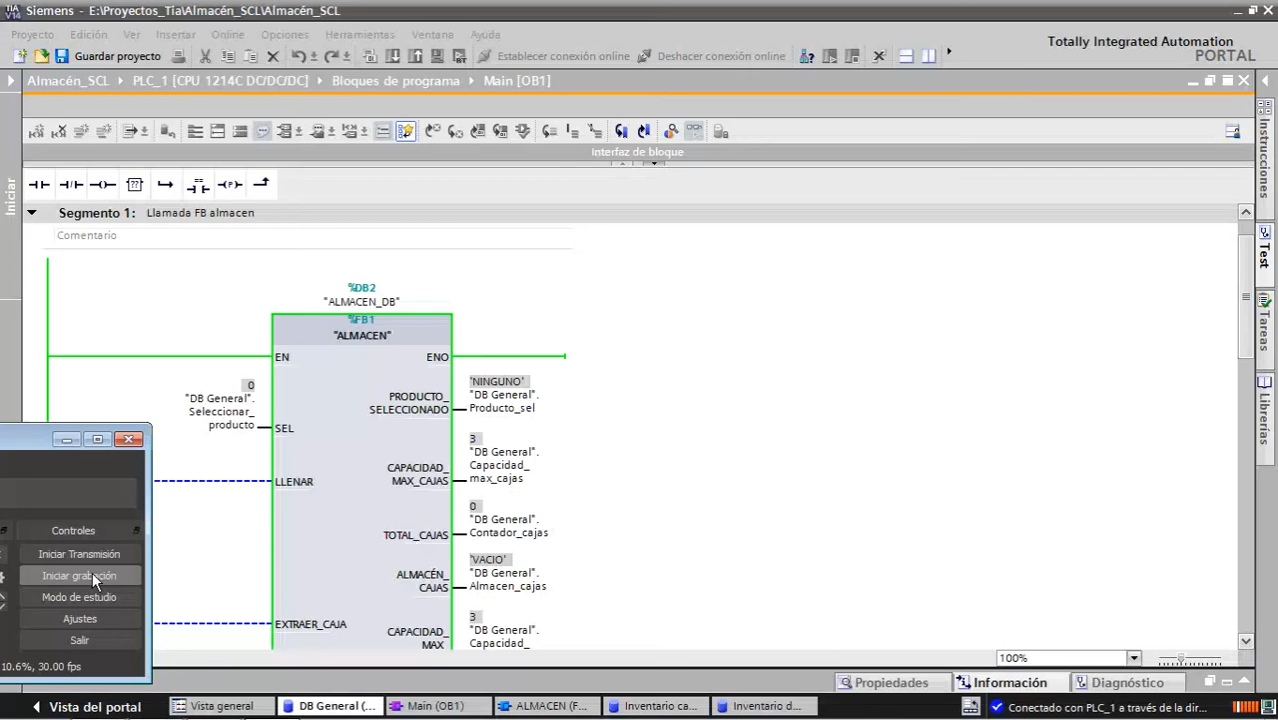 Siemens - E:\Proyectos_Tia\Almacén_SCL\Almacén_SCL
TIA
V14
Proyecto Edición Ver Insertar Online Opciones Herramientas Ventana Ayuda
Totally Integrated Automation
PORTAL
Guardar proyecto
Establecer conexión online
Deshacer conexión online
Almacén_SCL PLC_1 [CPU 1214C DC/DC/DC] Bloques de programa Main [OB1]
Interfaz de bloque
Iniciar
Segmento 1: Llamada FB almacen
Comentario
%DB2
"ALMACEN_DB"
%FB1
"ALMACEN"
EN
ENO
0
"DB General".
Seleccionar_
producto
SEL
PRODUCTO_
SELECCIONADO
'NINGUNO'
"DB General".
Producto_sel
LLENAR
CAPACIDAD_
MAX_CAJAS
3
"DB General".
Capacidad_
max_cajas
TOTAL_CAJAS
0
"DB General".
Contador_cajas
ALMACÉN_
CAJAS
'VACIO'
"DB General".
Almacen_cajas
EXTRAER_CAJA
CAPACIDAD_
MAX
3
"DB General".
Capacidad_
Controles
Iniciar Transmisión
Iniciar grabación
Modo de estudio
Ajustes
Salir
10.6%, 30.00 fps
100%
Instrucciones
Test
Tareas
Librerías
Propiedades
Información
Diagnóstico
Vista del portal
Vista general
DB General (...
Main (OB1)
ALMACEN (F...
Inventario ca...
Inventario d...
Conectado con PLC_1 a través de la dir...